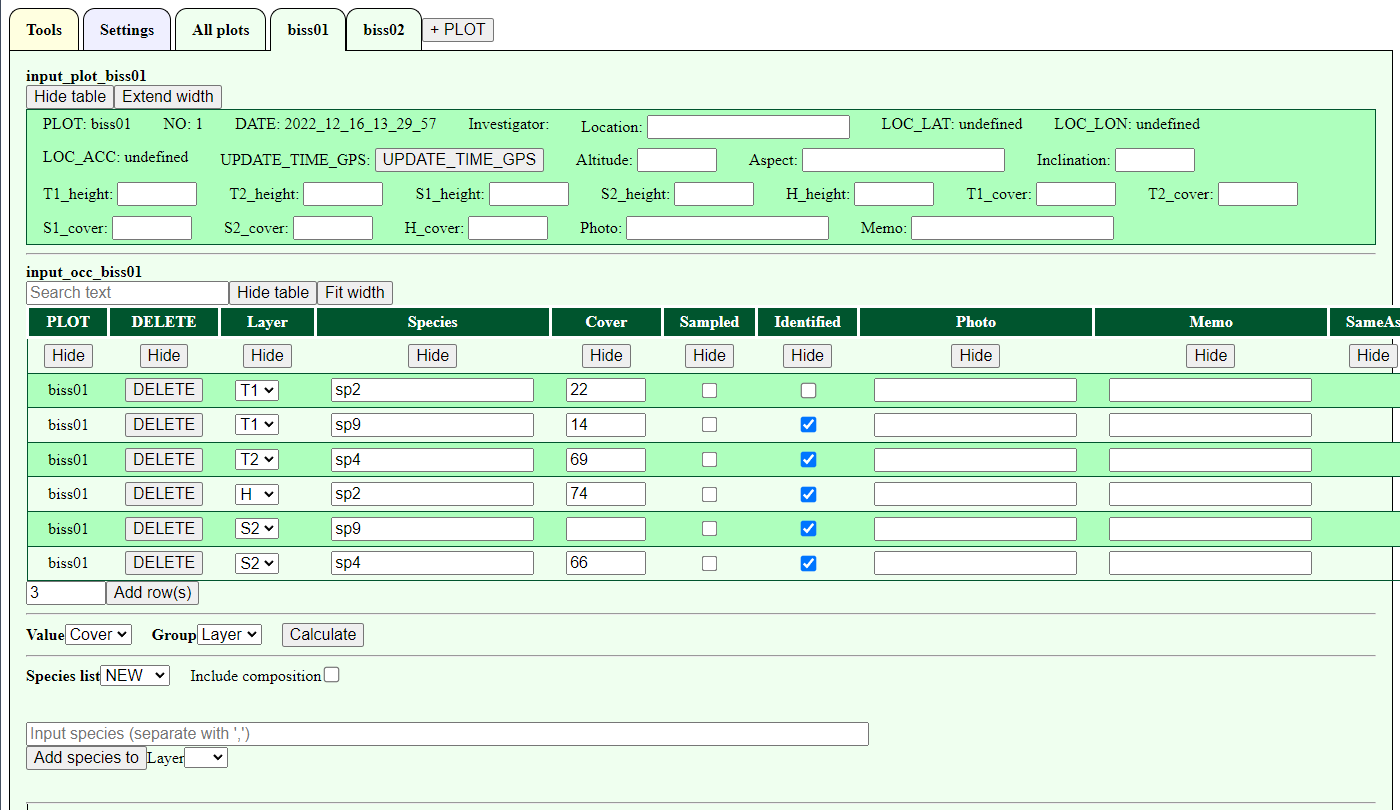 Tools Settings All plots biss01 biss02 + PLOT
input_plot_biss01
Hide table Extend width
PLOT: biss01 NO: 1 DATE: 2022_12_16_13_29_57 Investigator: Location: LOC_LAT: undefined LOC_LON: undefined
LOC_ACC: undefined UPDATE_TIME_GPS: UPDATE_TIME_GPS Altitude: Aspect: Inclination:
T1_height: T2_height: S1_height: S2_height: H_height: T1_cover: T2_cover:
S1_cover: S2_cover: H_cover: Photo: Memo:
input_occ_biss01
Search text Hide table Fit width
PLOT DELETE Layer Species Cover Sampled Identified Photo Memo SameAs
Hide Hide Hide Hide Hide Hide Hide Hide Hide Hide
biss01 DELETE T1 sp2 22
biss01 DELETE T1 sp9 14
biss01 DELETE T2 sp4 69
biss01 DELETE H sp2 74
biss01 DELETE S2 sp9
biss01 DELETE S2 sp4 66
3 Add row(s)
Value Cover Group Layer Calculate
Species list NEW Include composition
Input species (separate with ',')
Add species to Layer